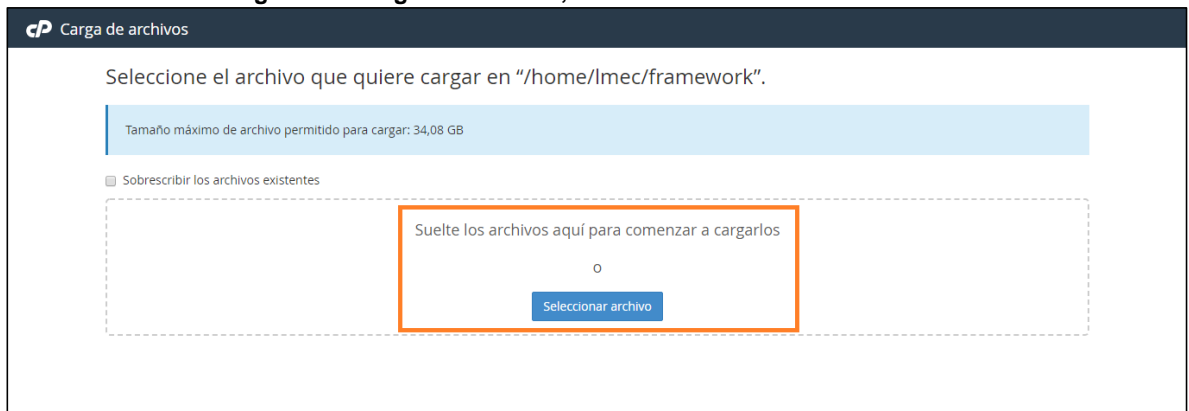 cP Carga de archivos
Seleccione el archivo que quiere cargar en “/home/lmec/framework”.
Tamaño máximo de archivo permitido para cargar: 34,08 GB
Sobrescribir los archivos existentes
Suelte los archivos aquí para comenzar a cargarlos
O
Seleccionar archivo